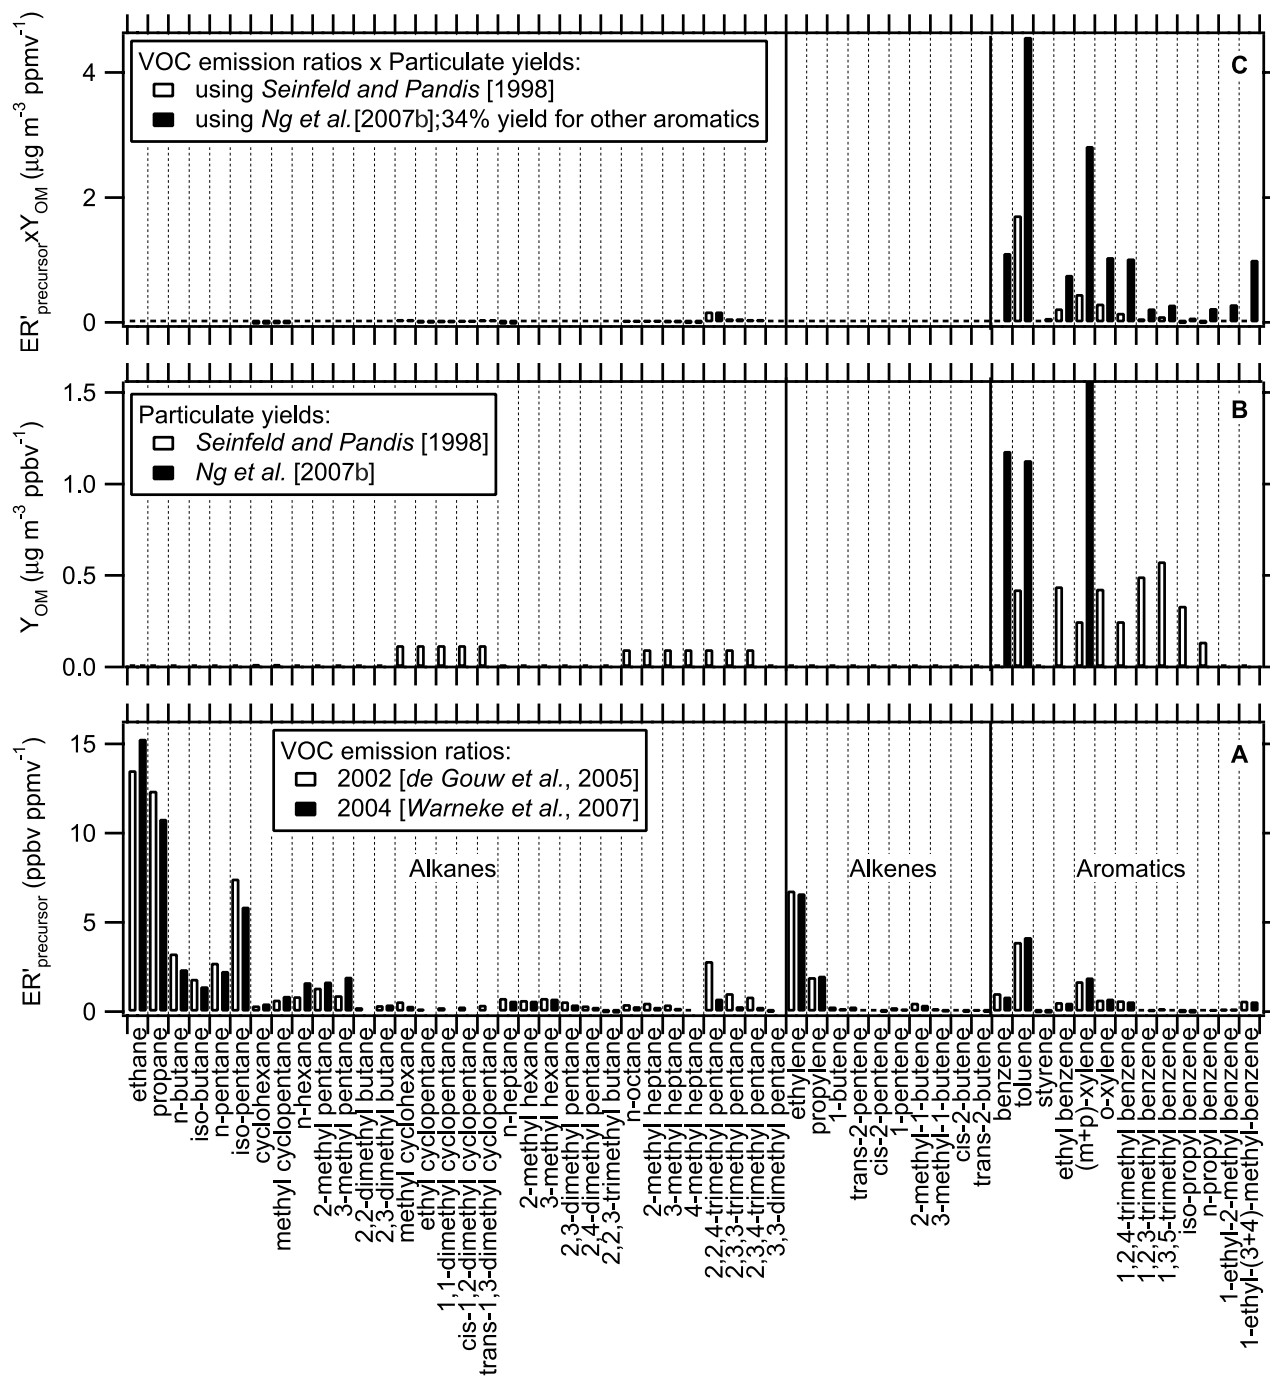 C
VOC emission ratios x Particulate yields:
using Seinfeld and Pandis [1998]
using Ng et al.[2007b];34% yield for other aromatics
ER'precursorxYOM (µg m-3 ppmv-1)
4
2
0
B
Particulate yields:
Seinfeld and Pandis [1998]
Ng et al. [2007b]
YOM (µg m-3 ppbv-1)
1.5
1.0
0.5
0.0
A
VOC emission ratios:
2002 [de Gouw et al., 2005]
2004 [Warneke et al., 2007]
ER'precursor (ppbv ppmv-1)
15
10
5
0
Alkanes
Alkenes
Aromatics
ethane
propane
n-butane
iso-butane
n-pentane
iso-pentane
cyclohexane
methyl cyclopentane
n-hexane
2-methyl pentane
3-methyl pentane
2,2-dimethyl butane
2,3-dimethyl butane
methyl cyclohexane
ethyl cyclopentane
1,1-dimethyl cyclopentane
cis-1,2-dimethyl cyclopentane
trans-1,3-dimethyl cyclopentane
n-heptane
2-methyl hexane
3-methyl hexane
2,3-dimethyl pentane
2,4-dimethyl pentane
2,2,3-trimethyl butane
n-octane
2-methyl heptane
3-methyl heptane
4-methyl heptane
2,2,4-trimethyl pentane
2,3,3-trimethyl pentane
2,3,4-trimethyl pentane
3,3-dimethyl pentane
ethylene
propylene
1-butene
trans-2-pentene
cis-2-pentene
1-pentene
2-methyl-1-butene
3-methyl-1-butene
cis-2-butene
trans-2-butene
benzene
toluene
styrene
ethyl benzene
(m+p)-xylene
o-xylene
1,2,4-trimethyl benzene
1,2,3-trimethyl benzene
1,3,5-trimethyl benzene
iso-propyl benzene
n-propyl benzene
1-ethyl-2-methyl benzene
1-ethyl-(3+4)-methyl-benzene